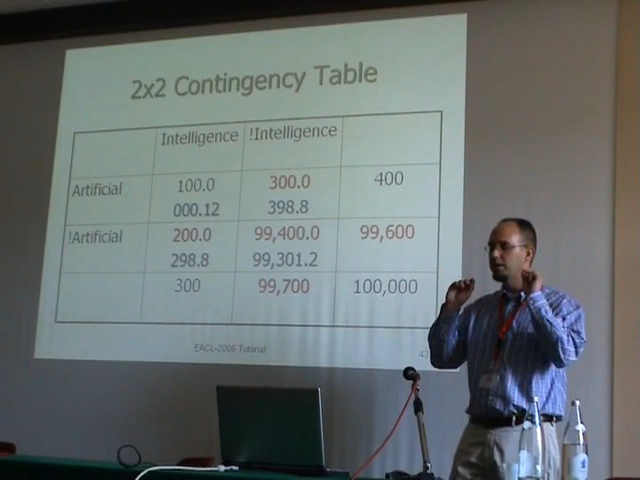 2x2 Contingency Table
Intelligence !Intelligence
Artificial 100.0 300.0 400
000.12 398.8
!Artificial 200.0 99,400.0 99,600
298.8 99,301.2
300 99,700 100,000
EACL-2006 Tutorial